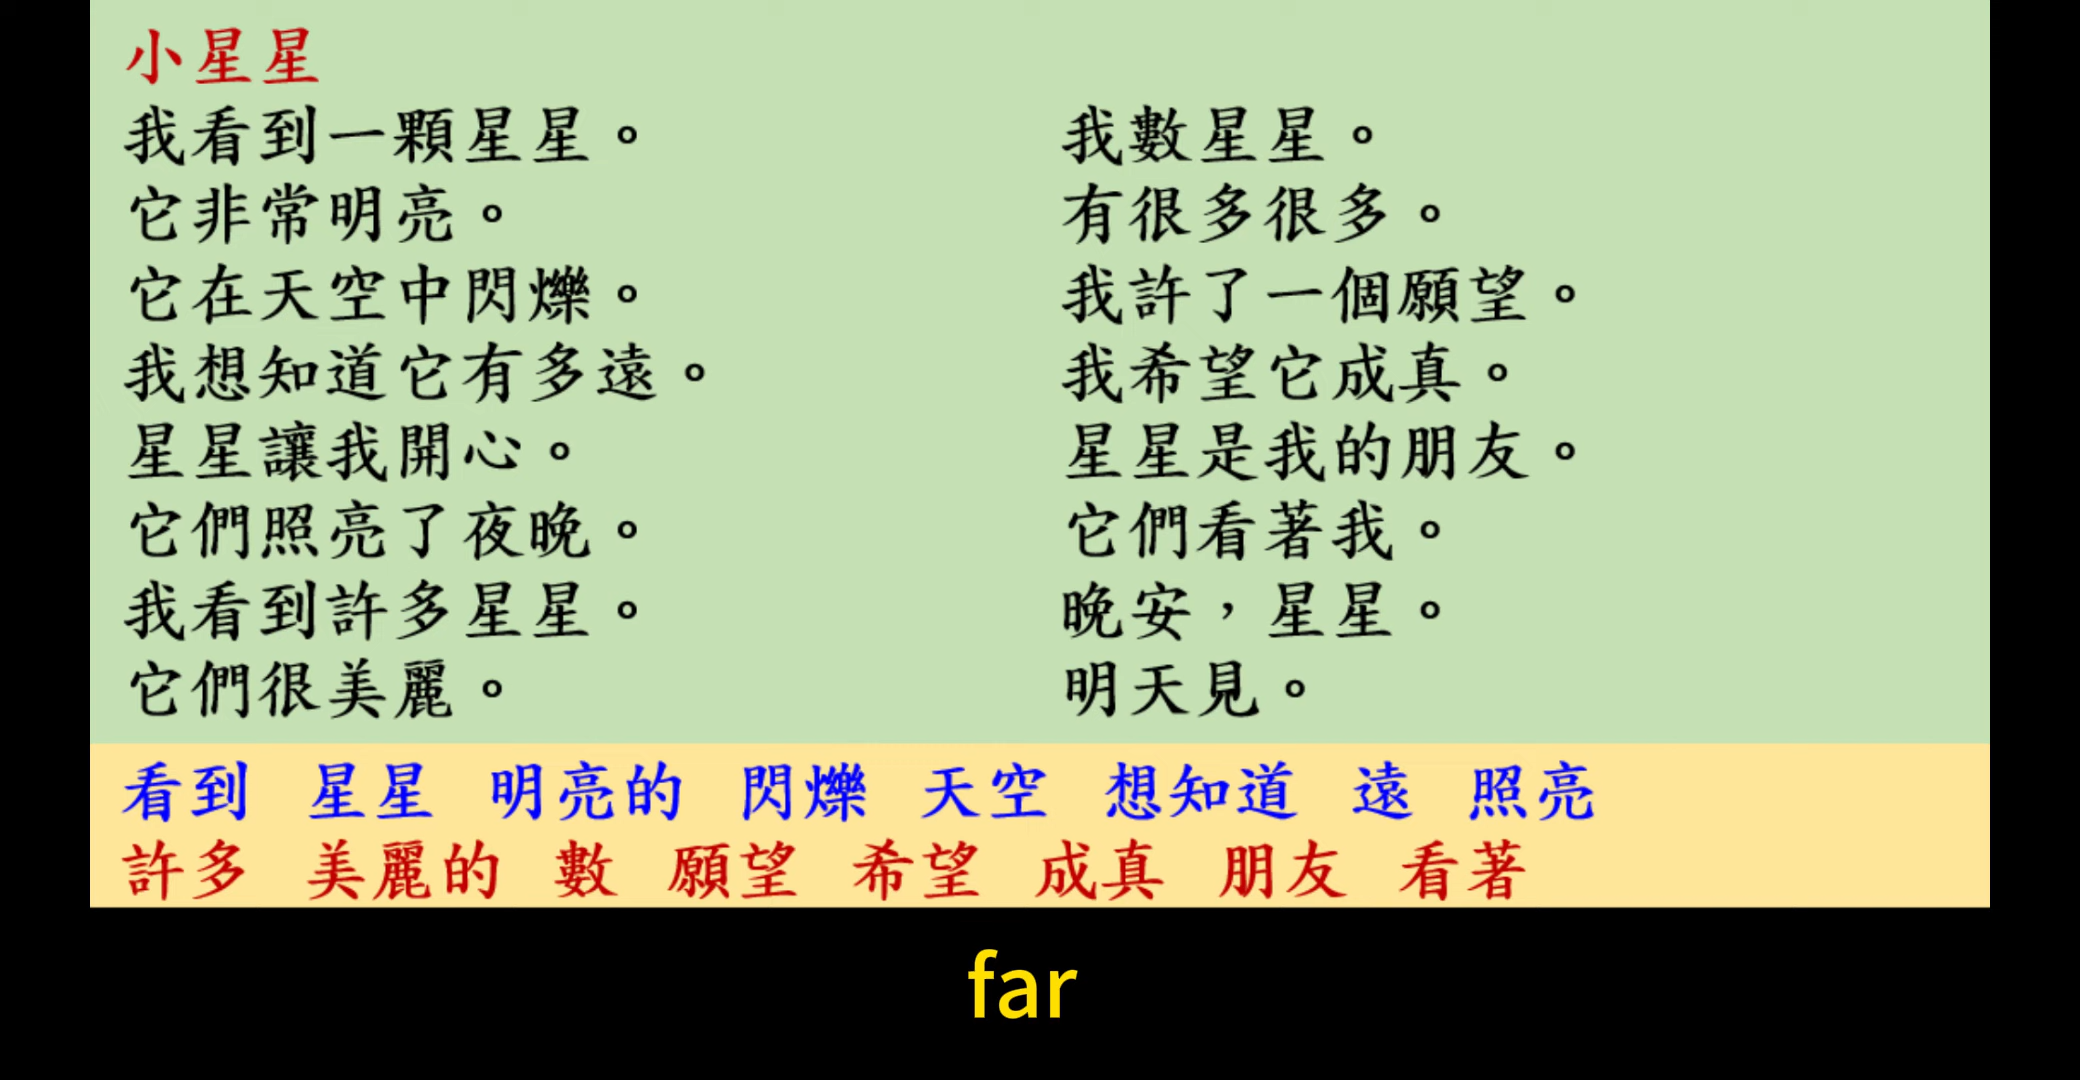 小星星
我看到一顆星星。
它非常明亮。
它在天空中閃爍。
我想知道它有多遠。
星星讓我開心。
它們照亮了夜晚。
我看到許多星星。
它們很美麗。
我數星星。
有很多很多。
我許了一個願望。
我希望它成真。
星星是我的朋友。
它們看著我。
晚安，星星。
明天見。
看到 星星 明亮的 閃爍 天空 想知道 遠 照亮
許多 美麗的 數 願望 希望 成真 朋友 看著
far